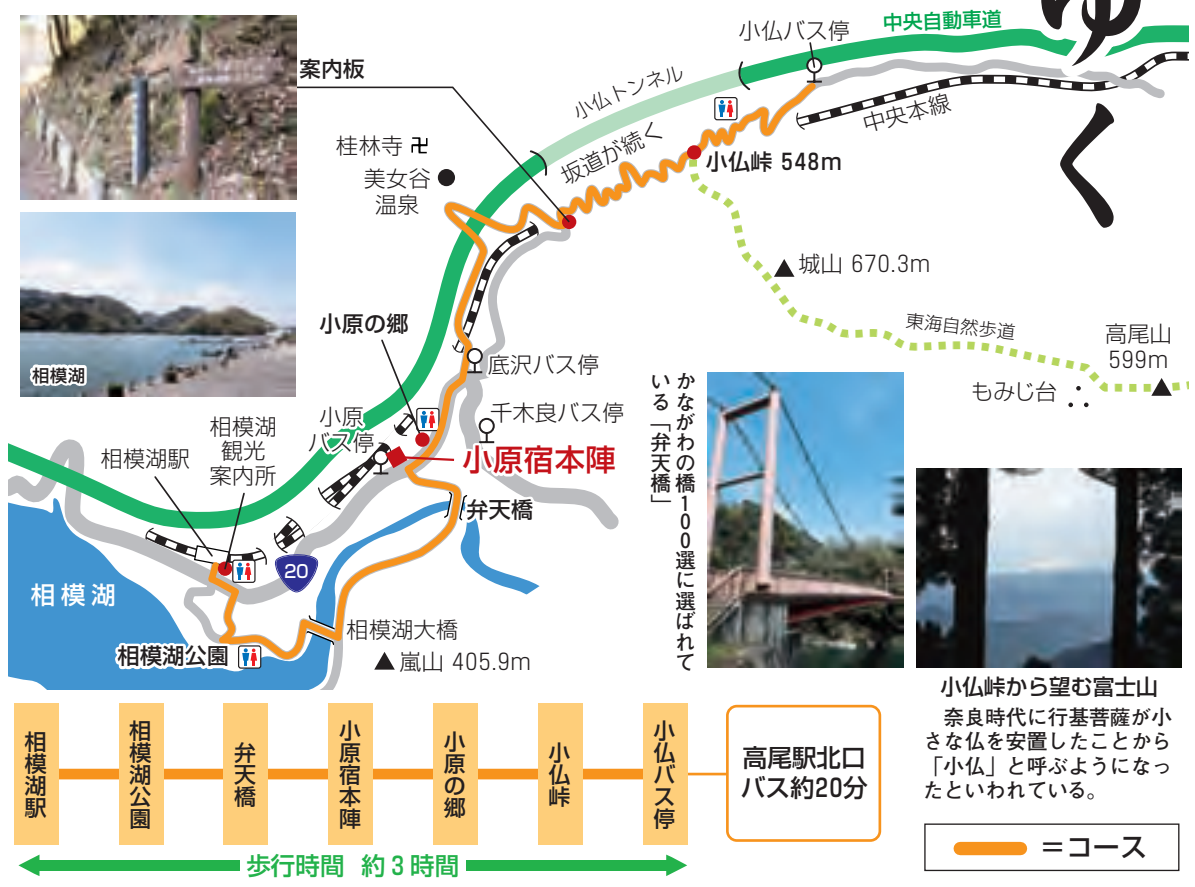 ゆ
く
中央自動車道
小仏バス停
案内板
小仏トンネル
中央本線
坂道が続く
小仏峠 548m
桂林寺 卍
美女谷
温泉
城山 670.3m
東海自然歩道
高尾山
599m
もみじ台
相模湖
小原の郷
底沢バス停
小原
バス停
千木良バス停
小原宿本陣
相模湖
観光
案内所
相模湖駅
弁天橋
20
相模湖
相模湖大橋
相模湖公園
嵐山 405.9m
かながわの橋100選に選ばれて
いる「弁天橋」
小仏峠から望む富士山
奈良時代に行基菩薩が小
さな仏を安置したことから
「小仏」と呼ぶようになっ
たといわれている。
相模湖駅
相模湖公園
弁天橋
小原宿本陣
小原の郷
小仏峠
小仏バス停
高尾駅北口
バス約20分
歩行時間 約3時間
=コース